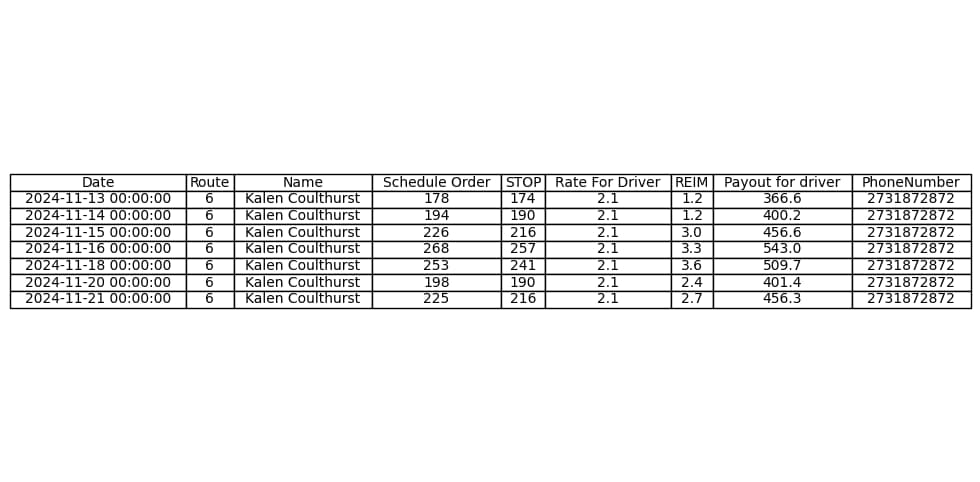 Date Route Name Schedule Order STOP Rate For Driver REIM Payout for driver PhoneNumber
2024-11-13 00:00:00 6 Kalen Coulthurst 178 174 2.1 1.2 366.6 2731872872
2024-11-14 00:00:00 6 Kalen Coulthurst 194 190 2.1 1.2 400.2 2731872872
2024-11-15 00:00:00 6 Kalen Coulthurst 226 216 2.1 3.0 456.6 2731872872
2024-11-16 00:00:00 6 Kalen Coulthurst 268 257 2.1 3.3 543.0 2731872872
2024-11-18 00:00:00 6 Kalen Coulthurst 253 241 2.1 3.6 509.7 2731872872
2024-11-20 00:00:00 6 Kalen Coulthurst 198 190 2.1 2.4 401.4 2731872872
2024-11-21 00:00:00 6 Kalen Coulthurst 225 216 2.1 2.7 456.3 2731872872